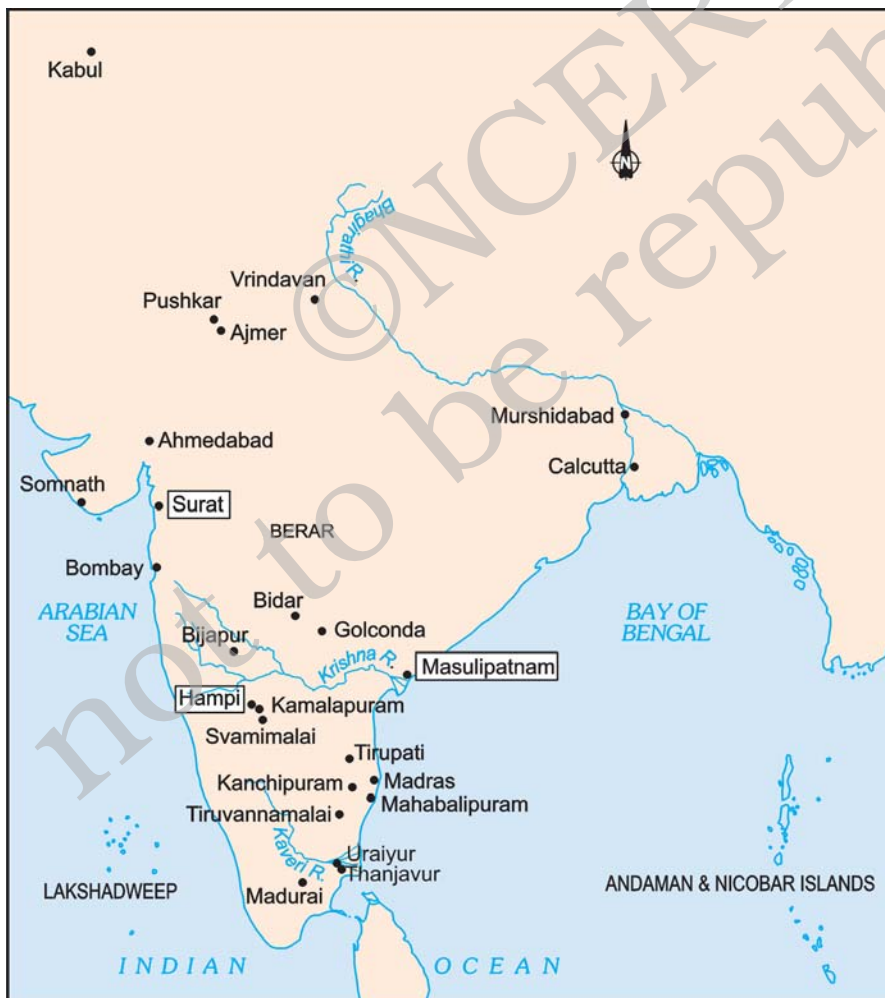 ©NCERT
not to be repub
Kabul
N
Bhagirathi R.
Vrindavan
Pushkar
Ajmer
Murshidabad
Ahmedabad
Calcutta
Somnath
Surat
BERAR
Bombay
Bidar
ARABIAN
SEA
BAY OF
BENGAL
Golconda
Bijapur
Krishna R.
Masulipatnam
Hampi
Kamalapuram
Svamimalai
Tirupati
Kanchipuram
Madras
Mahabalipuram
Tiruvannamalai
Kaveri R.
Uraiyur
Thanjavur
Madurai
LAKSHADWEEP
ANDAMAN & NICOBAR ISLANDS
INDIAN OCEAN